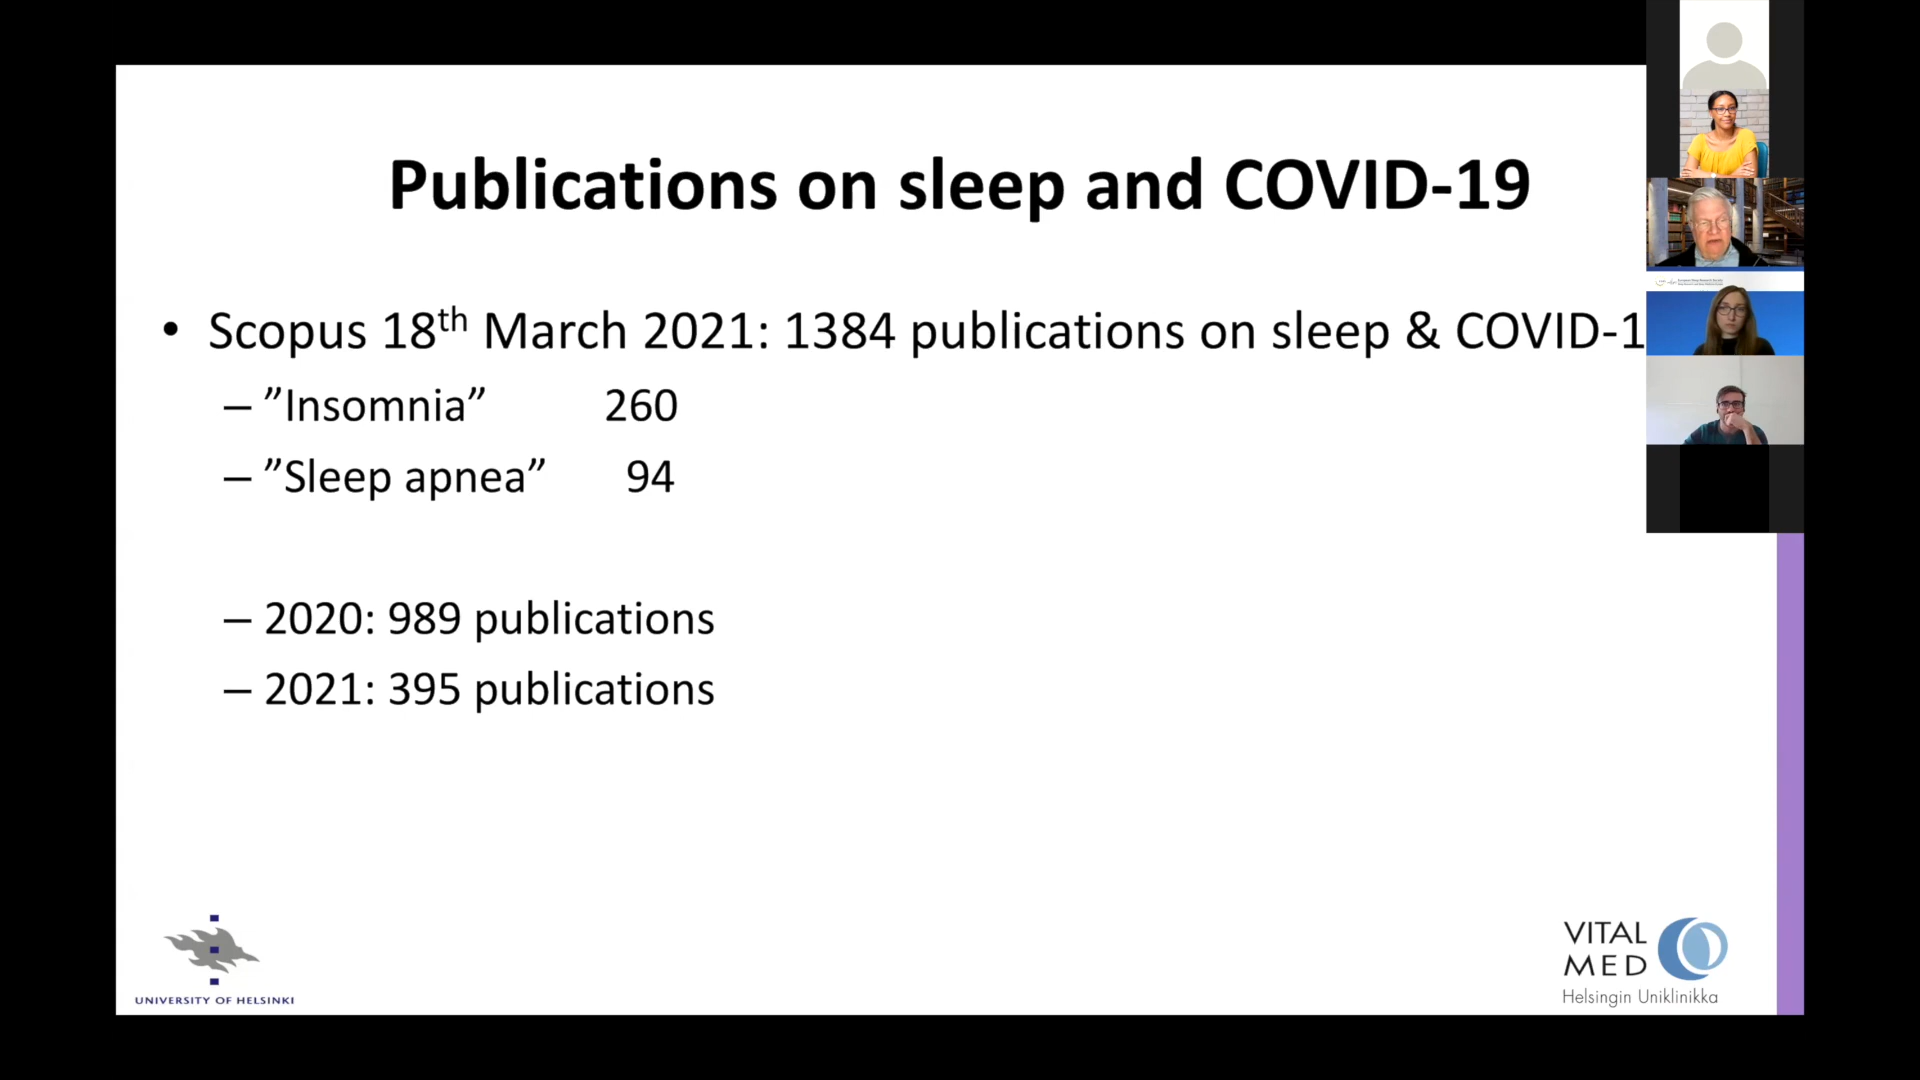 Publications on sleep and COVID-19
• Scopus 18th March 2021: 1384 publications on sleep & COVID-1
– ”Insomnia” 260
– ”Sleep apnea” 94
– 2020: 989 publications
– 2021: 395 publications
UNIVERSITY OF HELSINKI
VITAL
MED
Helsingin Uniklinikka